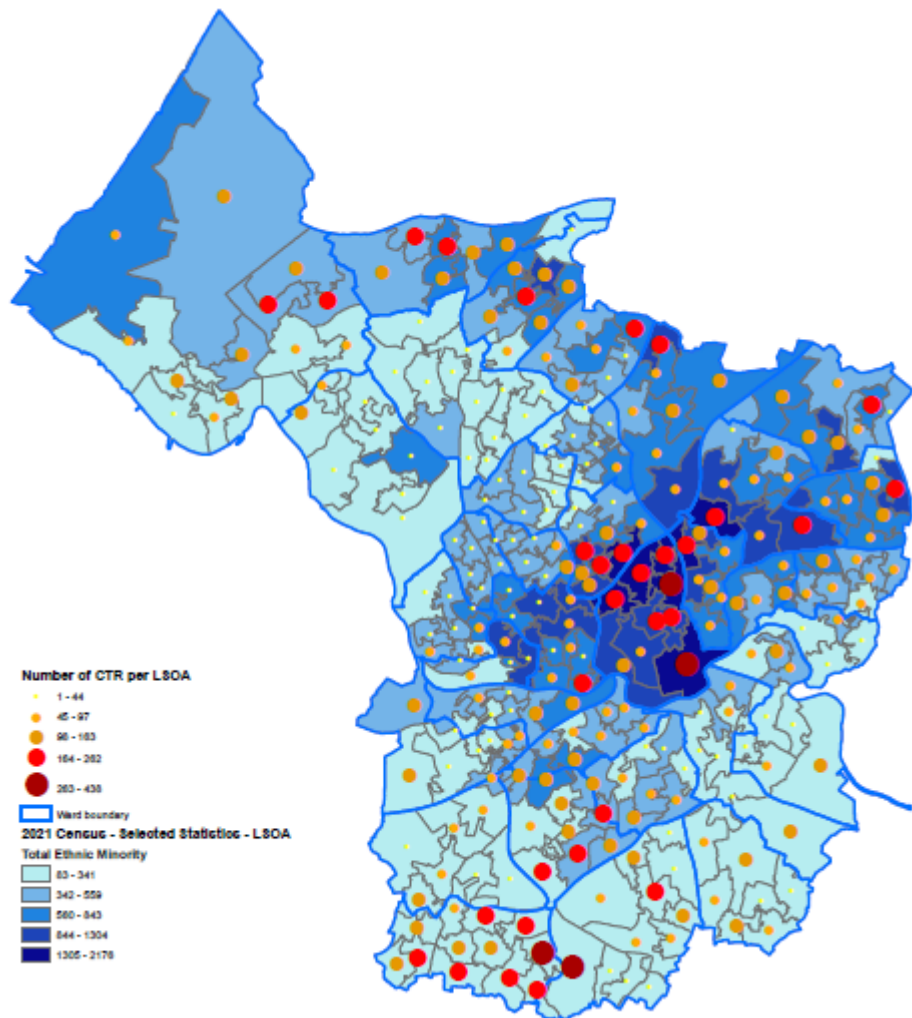 Number of CTR per LSOA
1 - 44
45 - 97
98 - 163
164 - 262
263 - 438
Ward boundary
2021 Census - Selected Statistics - LSOA
Total Ethnic Minority
83 - 341
342 - 559
560 - 843
844 - 1304
1305 - 2176